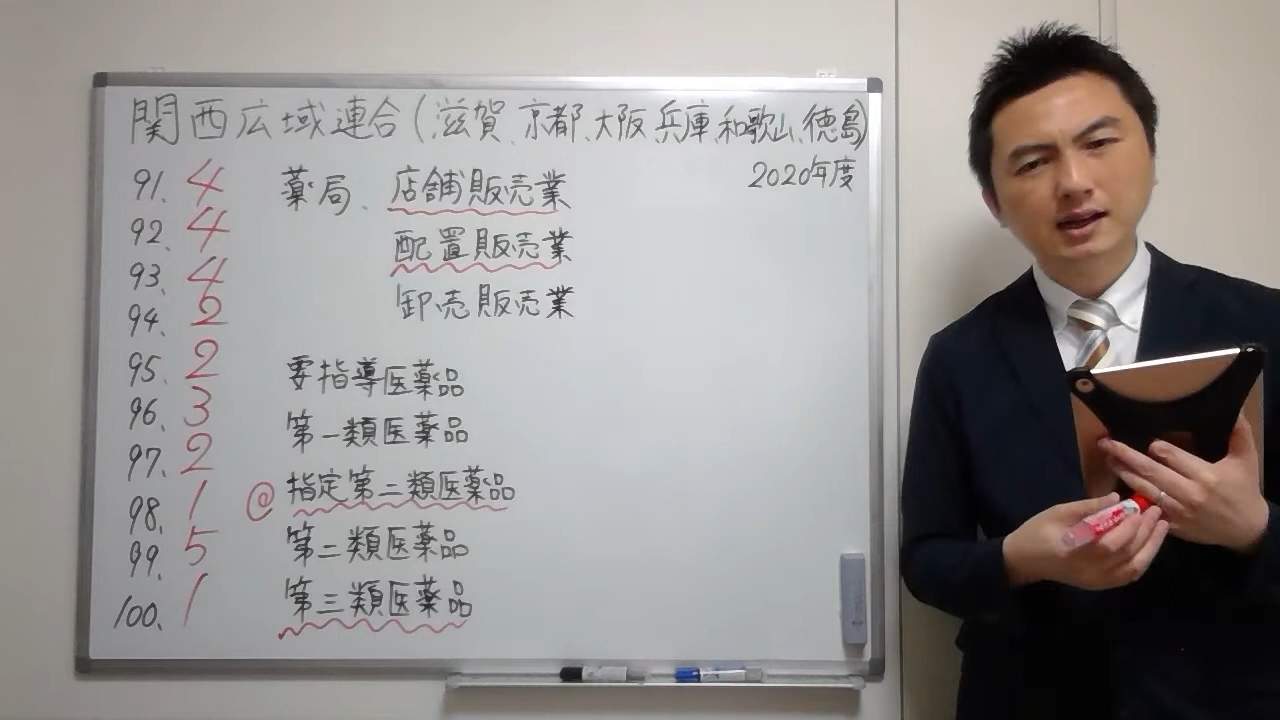 関西広域連合(滋賀、京都、大阪、兵庫、和歌山、徳島)
2020年度
91. 4
92. 4
93. 4
94. 2
95. 2
96. 3
97. 2
98. 1
99. 5
100. 1
薬局、店舗販売業
配置販売業
卸売販売業
要指導医薬品
第一類医薬品
@指定第二類医薬品
第二類医薬品
第三類医薬品